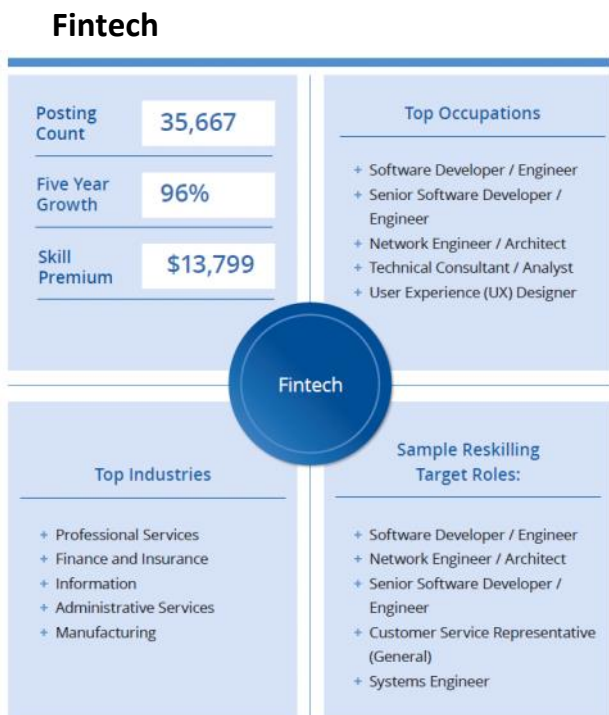 Fintech
Posting
Count
35,667
Five Year
Growth
96%
Skill
Premium
$13,799
Top Occupations
+ Software Developer / Engineer
+ Senior Software Developer /
Engineer
+ Network Engineer / Architect
+ Technical Consultant / Analyst
+ User Experience (UX) Designer
Fintech
Top Industries
+ Professional Services
+ Finance and Insurance
+ Information
+ Administrative Services
+ Manufacturing
Sample Reskilling
Target Roles:
+ Software Developer / Engineer
+ Network Engineer / Architect
+ Senior Software Developer /
Engineer
+ Customer Service Representative
(General)
+ Systems Engineer